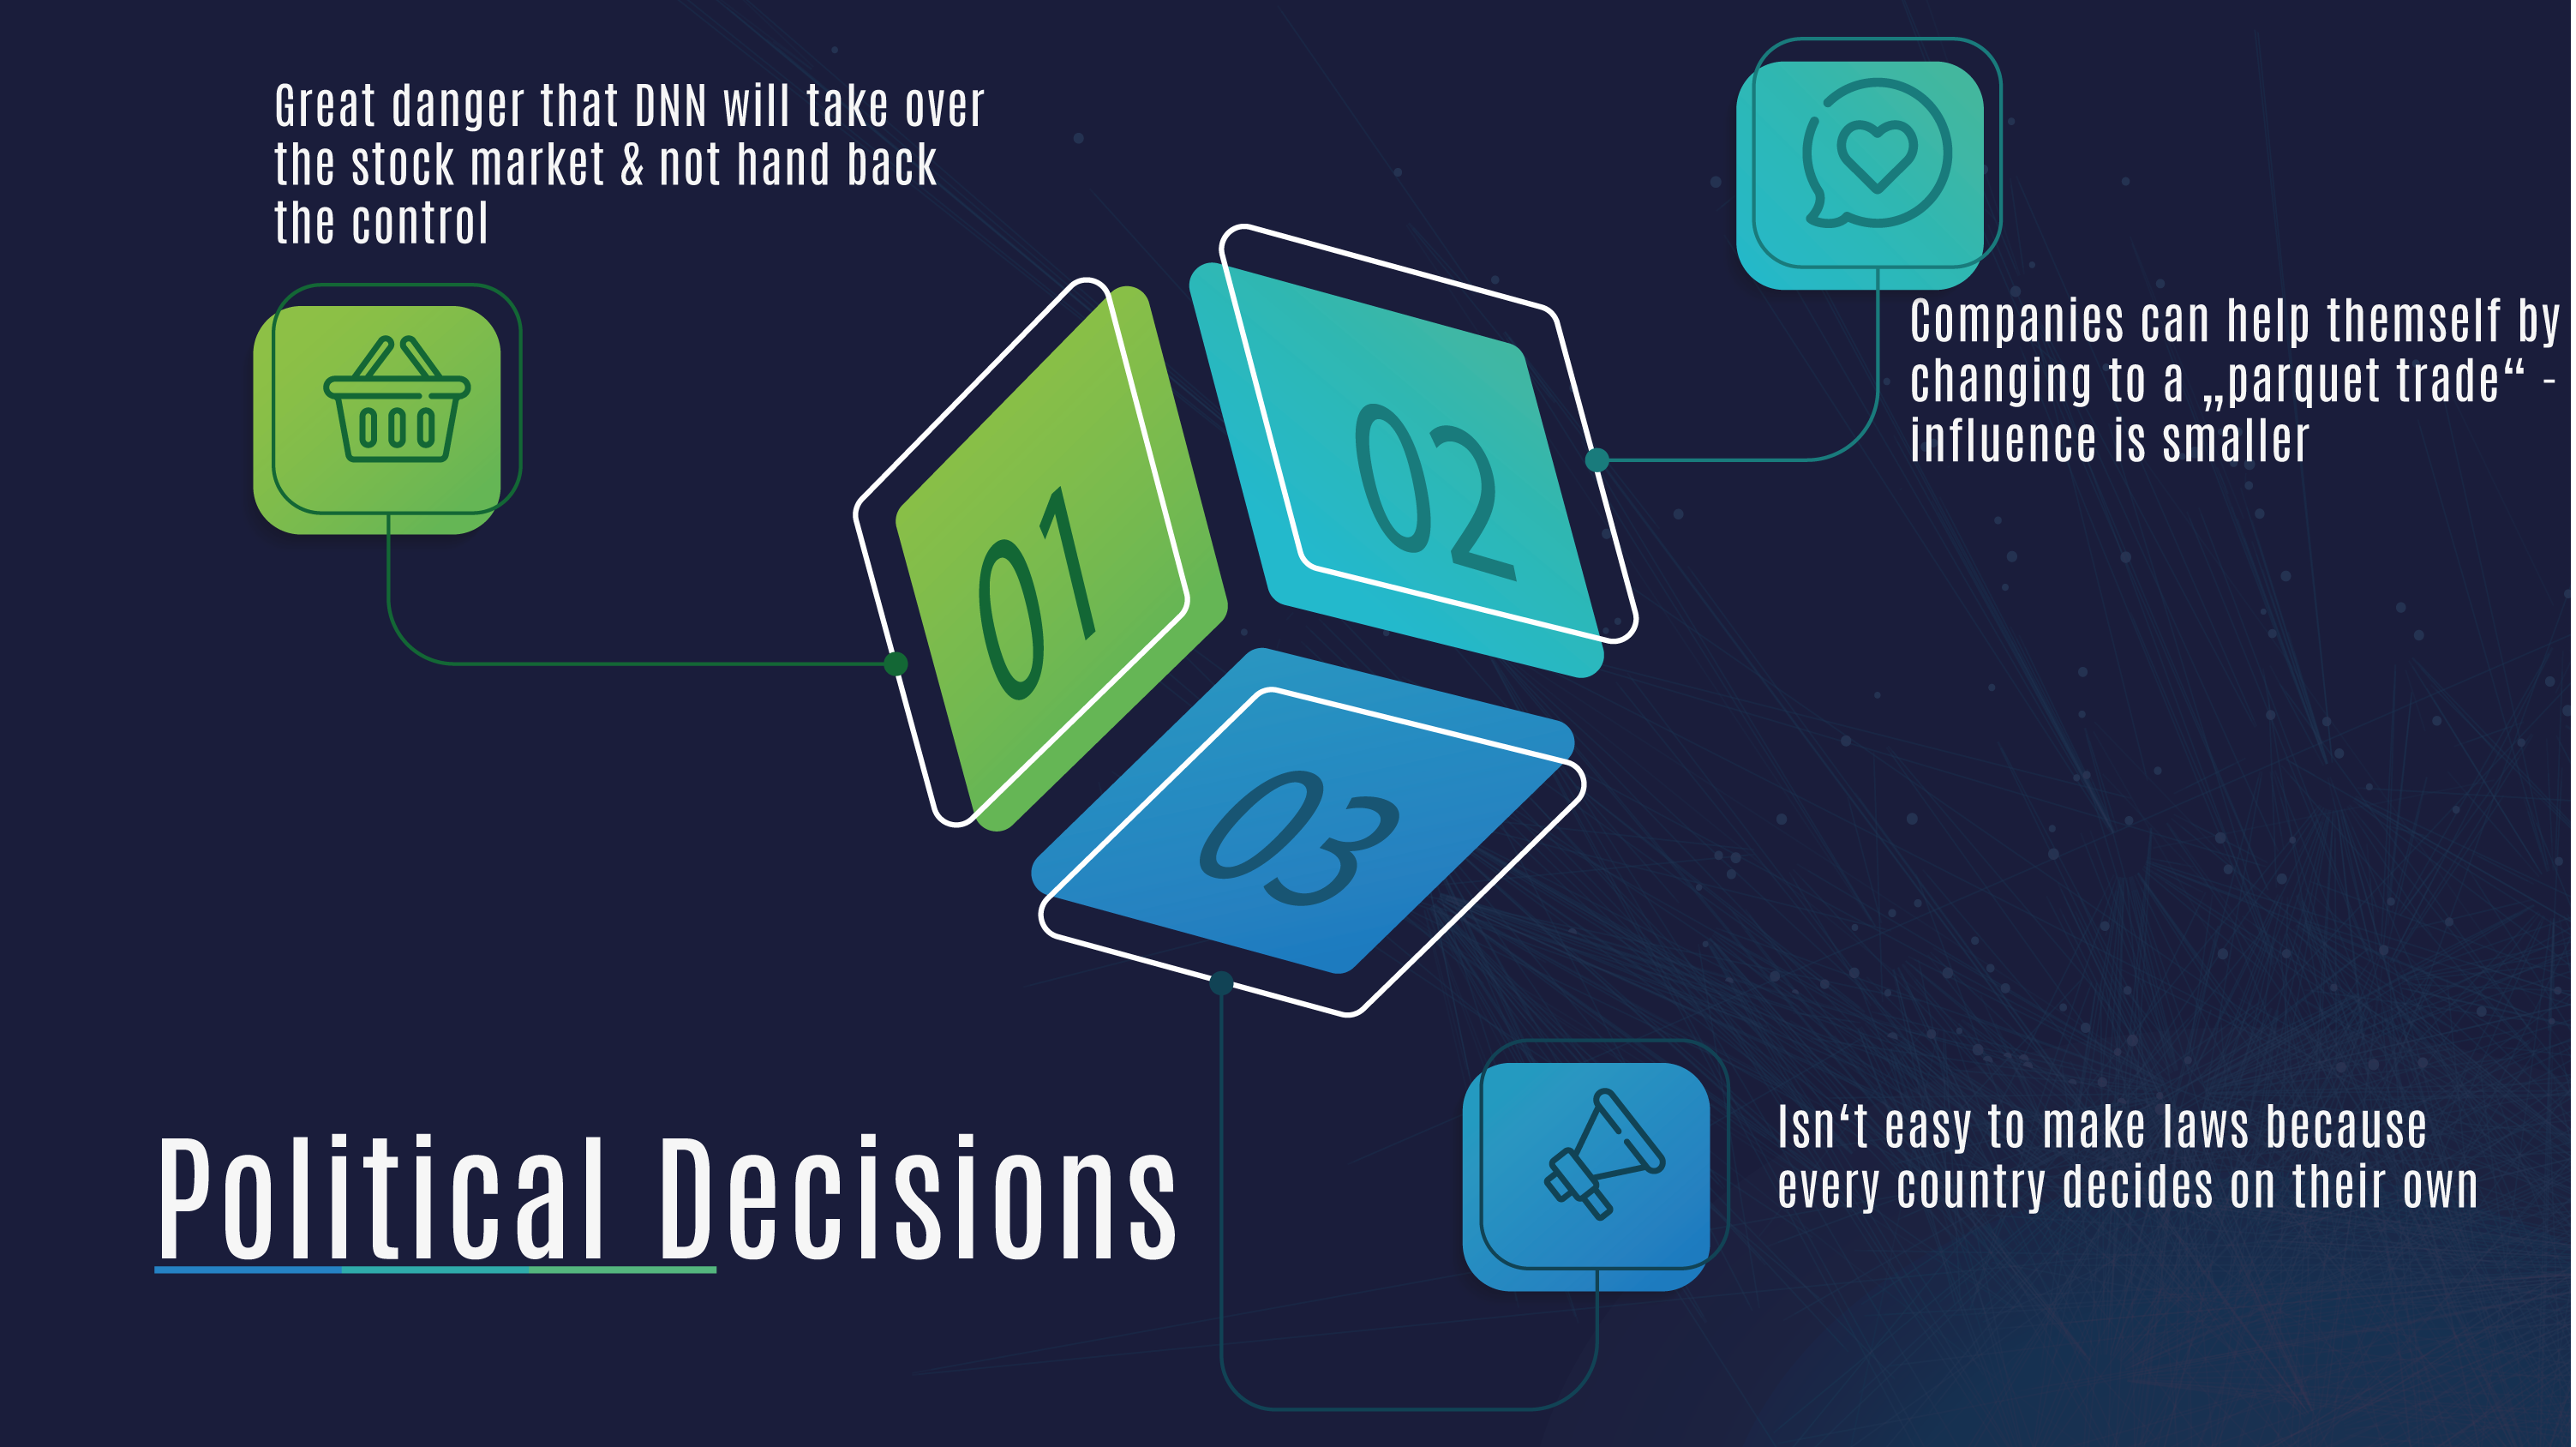 Great danger that DNN will take over
the stock market & not hand back
the control
01
02
Companies can help themself by
changing to a „parquet trade“ -
influence is smaller
03
Political Decisions
Isn‘t easy to make laws because
every country decides on their own